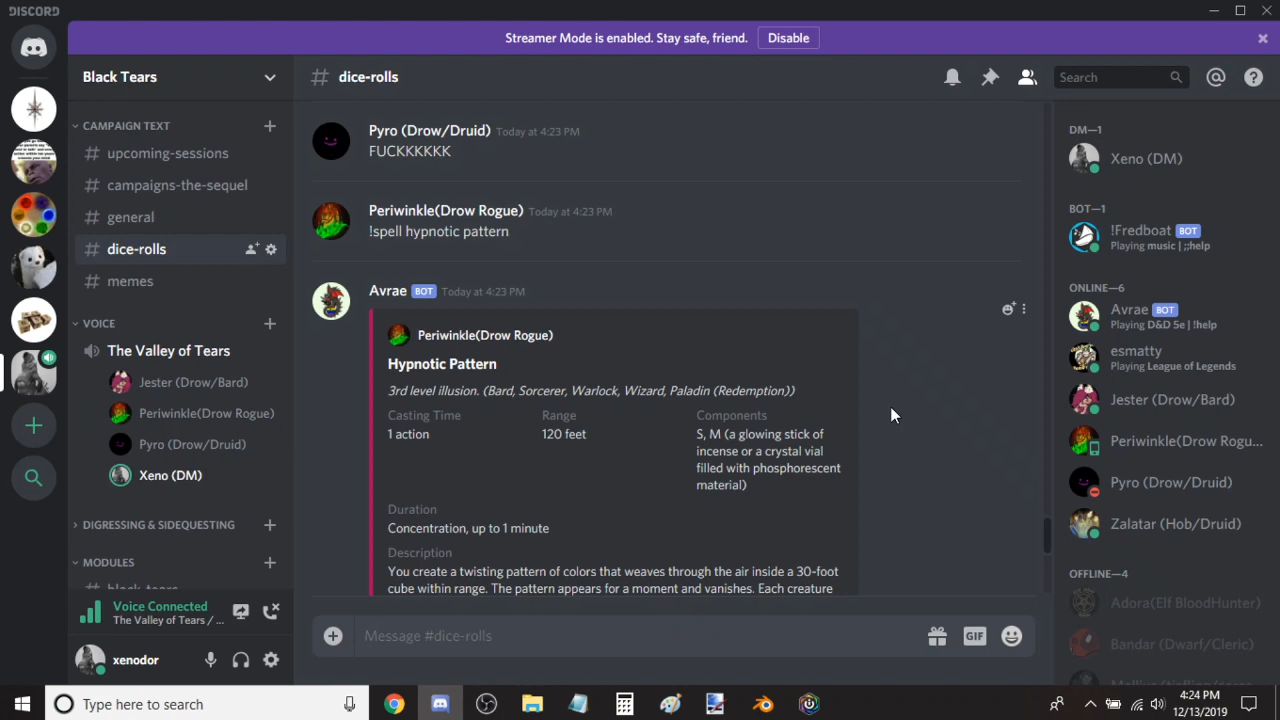 DISCORD
Streamer Mode is enabled. Stay safe, friend.
Disable
Black Tears
CAMPAIGN TEXT
# upcoming-sessions
# campaigns-the-sequel
# general
# dice-rolls
# memes
VOICE
The Valley of Tears
Jester (Drow/Bard)
Periwinkle(Drow Rogue)
Pyro (Drow/Druid)
Xeno (DM)
DIGRESSING & SIDEQUESTING
MODULES
# black-tears
Voice Connected
The Valley of Tears / ...
xenodor
# dice-rolls
Search
Pyro (Drow/Druid) Today at 4:23 PM
FUCKKKKKK
Periwinkle(Drow Rogue) Today at 4:23 PM
!spell hypnotic pattern
Avrae BOT Today at 4:23 PM
Periwinkle(Drow Rogue)
Hypnotic Pattern
3rd level illusion. (Bard, Sorcerer, Warlock, Wizard, Paladin (Redemption))
Casting Time
1 action
Range
120 feet
Components
S, M (a glowing stick of
incense or a crystal vial
filled with phosphorescent
material)
Duration
Concentration, up to 1 minute
Description
You create a twisting pattern of colors that weaves through the air inside a 30-foot
cube within range. The pattern appears for a moment and vanishes. Each creature
Message #dice-rolls
GIF
DM—1
Xeno (DM)
BOT—1
!Fredboat BOT
Playing music | ;;help
ONLINE—6
Avrae BOT
Playing D&D 5e | !help
esmatty
Playing League of Legends
Jester (Drow/Bard)
Periwinkle(Drow Rogu...
Pyro (Drow/Druid)
Zalatar (Hob/Druid)
OFFLINE—4
Adora(Elf BloodHunter)
Bandar (Dwarf/Cleric)
Type here to search
4:24 PM
12/13/2019